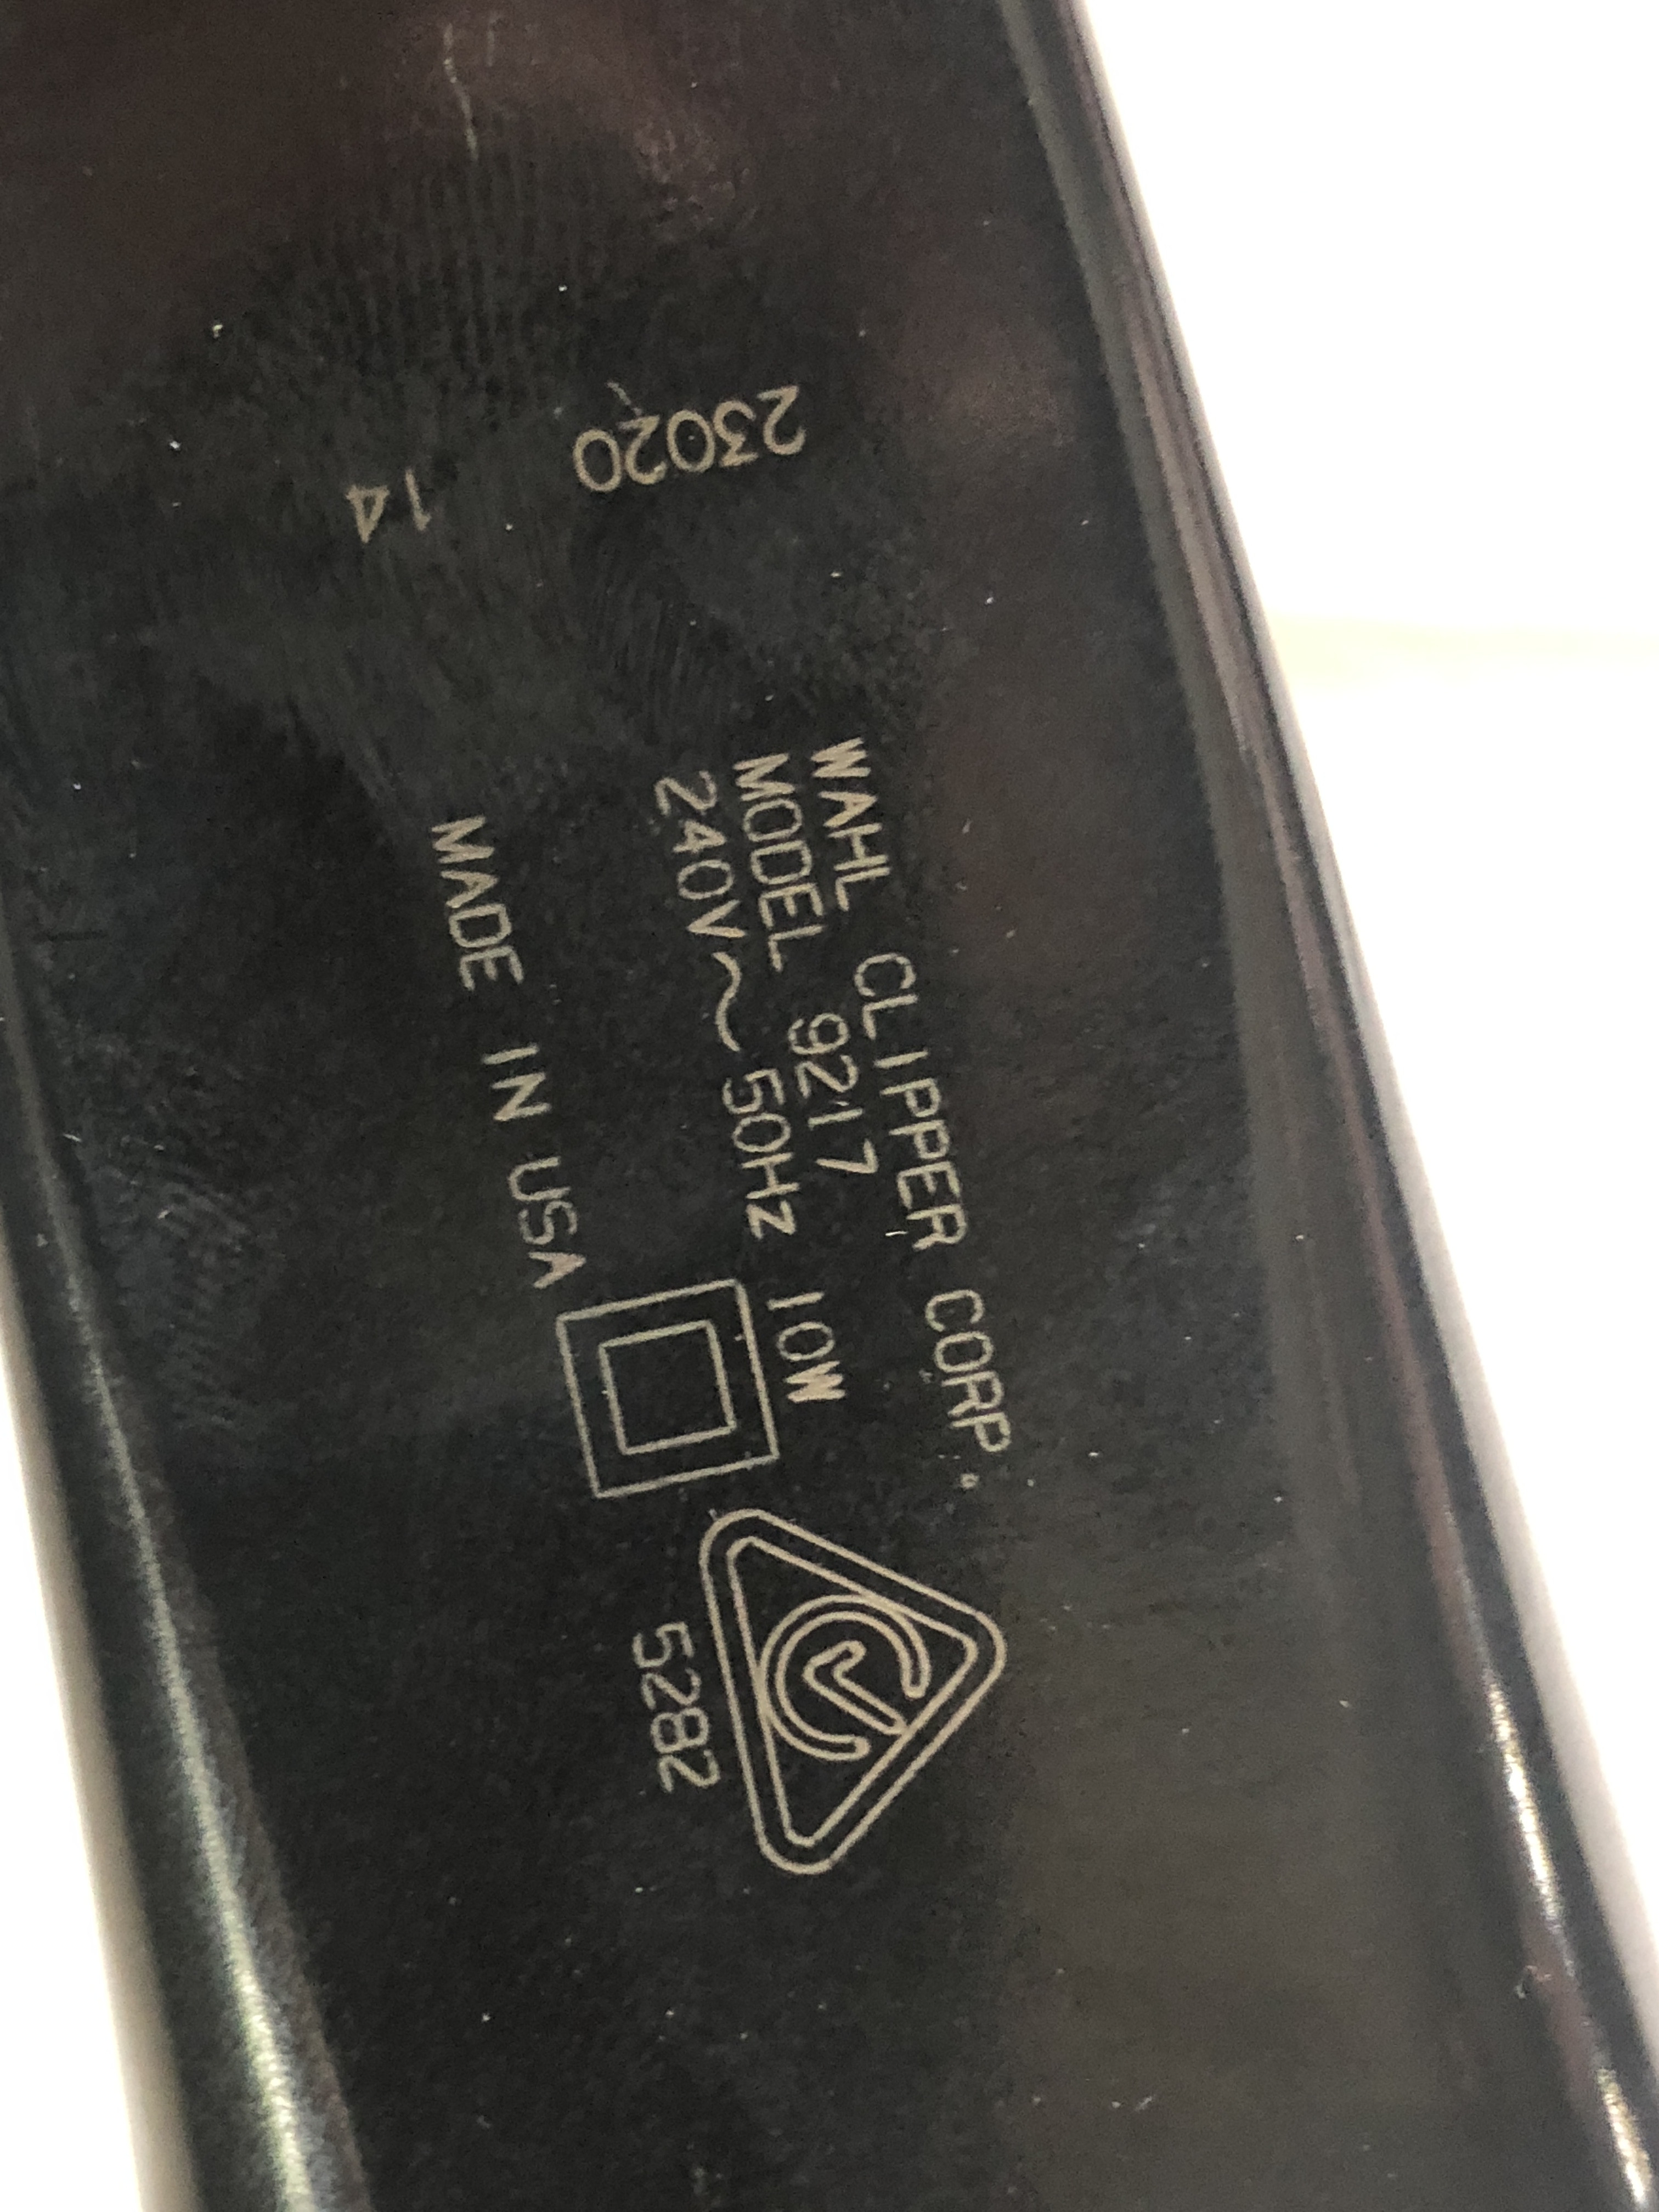 WAHL CLIPPER CORP.
MODEL 9217
240V~50Hz 10W
MADE IN USA
5282
23020 14